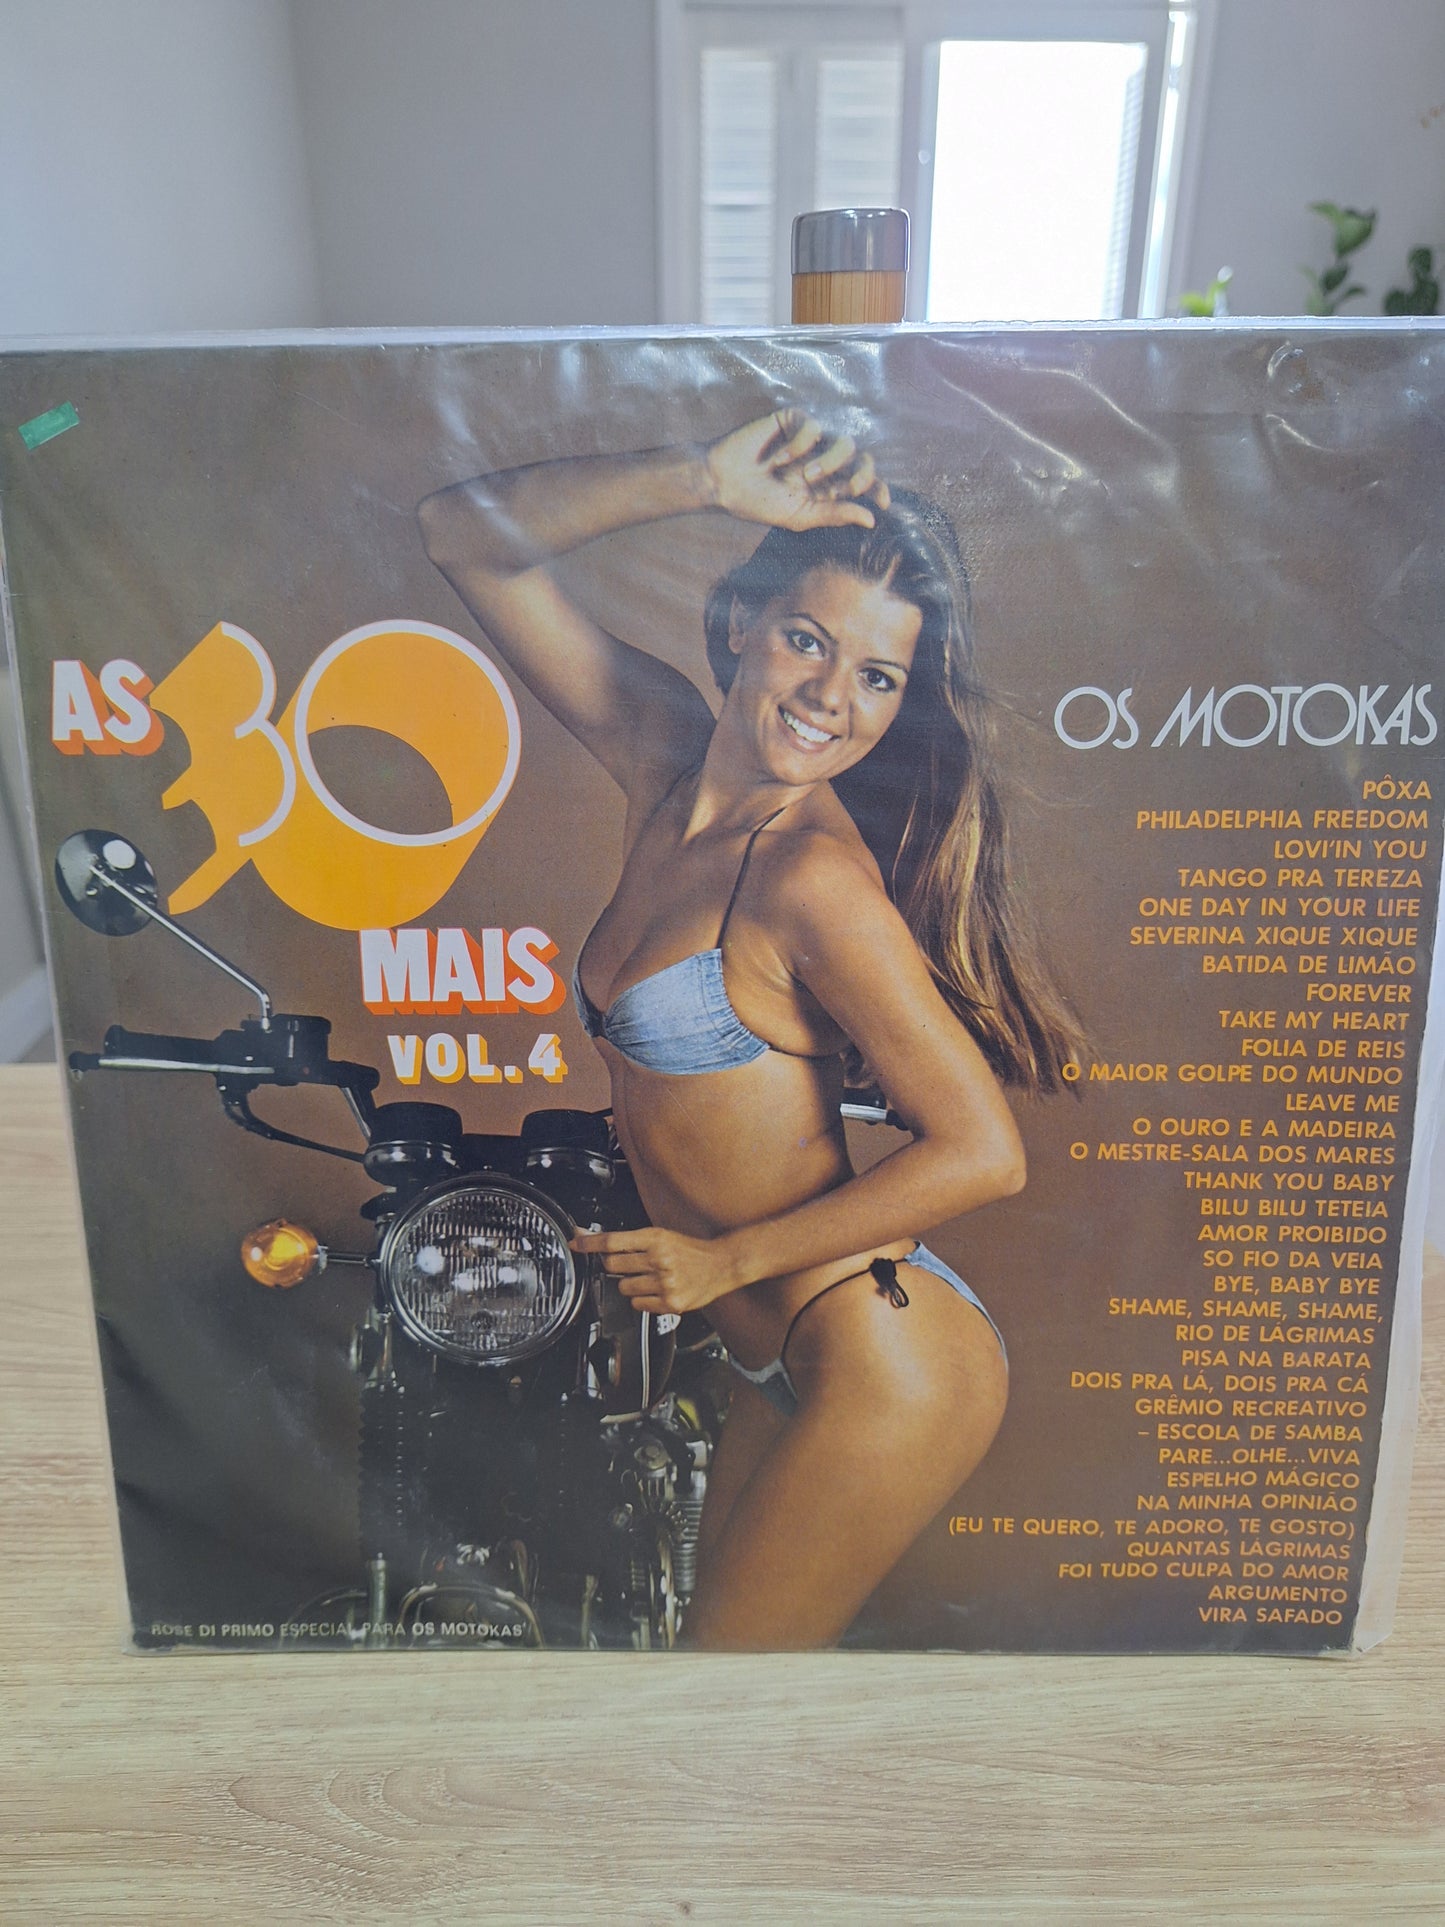 AS 30
MAIS
VOL. 4
OS MOTOKAS
PÔXA
PHILADELPHIA FREEDOM
LOVI'IN YOU
TANGO PRA TEREZA
ONE DAY IN YOUR LIFE
SEVERINA XIQUE XIQUE
BATIDA DE LIMÃO
FOREVER
TAKE MY HEART
FOLIA DE REIS
O MAIOR GOLPE DO MUNDO
LEAVE ME
O OURO E A MADEIRA
O MESTRE-SALA DOS MARES
THANK YOU BABY
BILU BILU TETEIA
AMOR PROIBIDO
SO FIO DA VEIA
BYE, BABY BYE
SHAME, SHAME, SHAME,
RIO DE LÁGRIMAS
PISA NA BARATA
DOIS PRA LÁ, DOIS PRA CÁ
GRÊMIO RECREATIVO
– ESCOLA DE SAMBA
PARE...OLHE...VIVA
ESPELHO MÁGICO
NA MINHA OPINIÃO
(EU TE QUERO, TE ADORO, TE GOSTO)
QUANTAS LÁGRIMAS
FOI TUDO CULPA DO AMOR
ARGUMENTO
VIRA SAFADO
ROSE DI PRIMO ESPECIAL PARA OS MOTOKAS